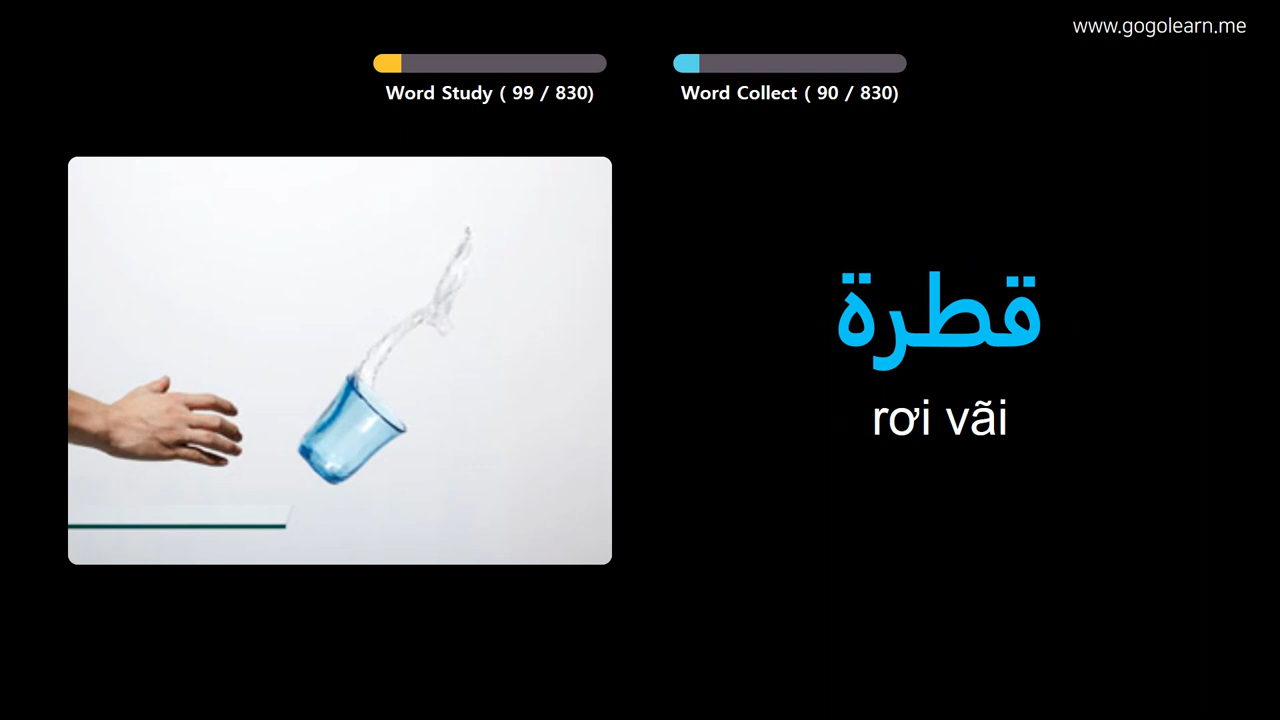 www.gogolearn.me
Word Study ( 99 / 830)
Word Collect ( 90 / 830)
قطرة
rơi vãi